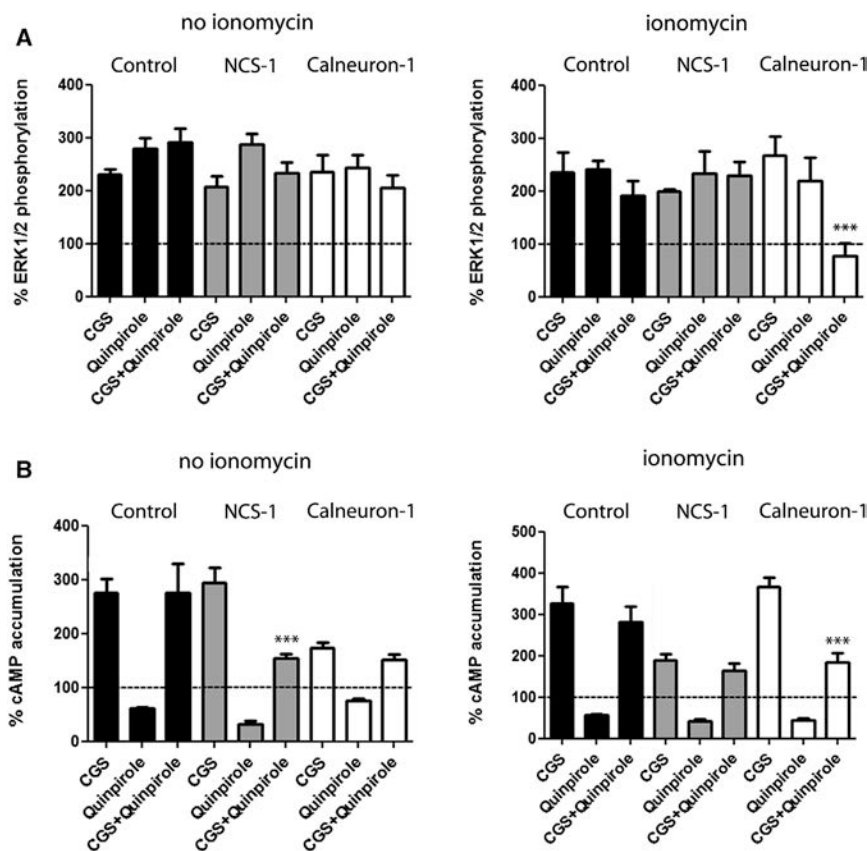 A
no ionomycin
Control NCS-1 Calneuron-1
% ERK1/2 phosphorylation
400
300
200
100
0
CGS
Quinpirole
CGS+Quinpirole
CGS
Quinpirole
CGS+Quinpirole
CGS
Quinpirole
CGS+Quinpirole
ionomycin
Control NCS-1 Calneuron-1
% ERK1/2 phosphorylation
400
300
200
100
0
***
CGS
Quinpirole
CGS+Quinpirole
CGS
Quinpirole
CGS+Quinpirole
CGS
Quinpirole
CGS+Quinpirole
B
no ionomycin
Control NCS-1 Calneuron-1
% cAMP accumulation
400
300
200
100
0
***
CGS
Quinpirole
CGS+Quinpirole
CGS
Quinpirole
CGS+Quinpirole
CGS
Quinpirole
CGS+Quinpirole
ionomycin
Control NCS-1 Calneuron-1
% cAMP accumulation
500
400
300
200
100
0
***
CGS
Quinpirole
CGS+Quinpirole
CGS
Quinpirole
CGS+Quinpirole
CGS
Quinpirole
CGS+Quinpirole